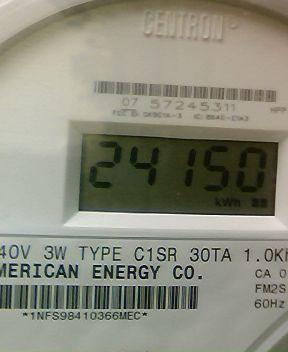 CENTRON®
07 57245311
24150
kWh
40V 3W TYPE C1SR 30TA 1.0Kh
MERICAN ENERGY CO.
CA 0
FM2S
60Hz
*1NFS98410366MEC*